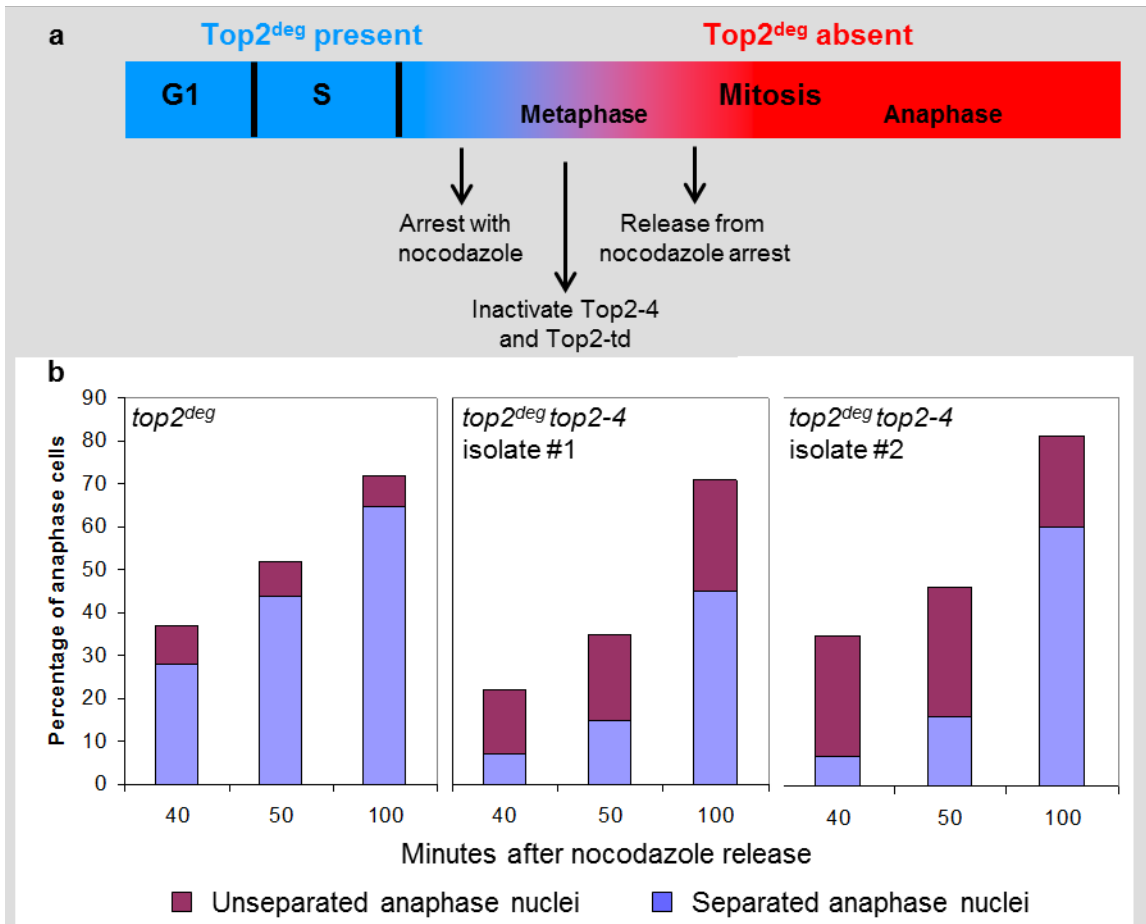 a
Top2deg present
Top2deg absent
G1
S
Metaphase
Mitosis
Anaphase
Arrest with
nocodazole
Release from
nocodazole arrest
Inactivate Top2-4
and Top2-td
b
Percentage of anaphase cells
90
80
70
60
50
40
30
20
10
0
top2deg
top2deg top2-4
isolate #1
top2deg top2-4
isolate #2
40 50 100 40 50 100 40 50 100
Minutes after nocodazole release
Unseparated anaphase nuclei
Separated anaphase nuclei